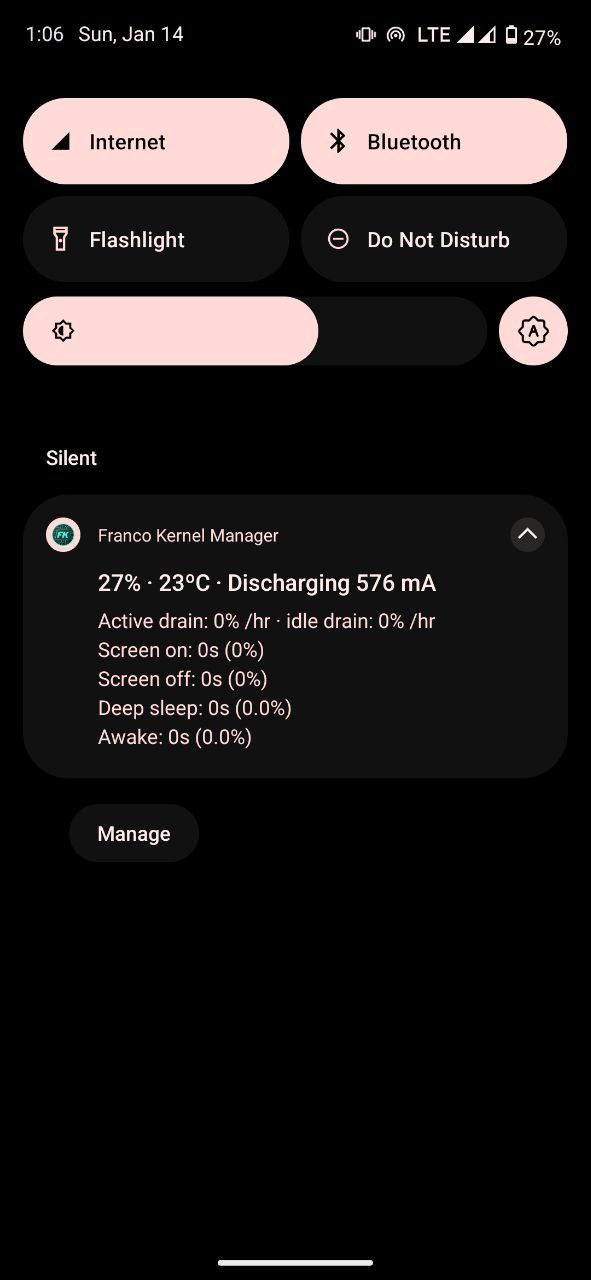 1:06 Sun, Jan 14 LTE 27%
Internet Bluetooth
Flashlight Do Not Disturb
A
Silent
FK Franco Kernel Manager
27% · 23ºC · Discharging 576 mA
Active drain: 0% /hr · idle drain: 0% /hr
Screen on: 0s (0%)
Screen off: 0s (0%)
Deep sleep: 0s (0.0%)
Awake: 0s (0.0%)
Manage